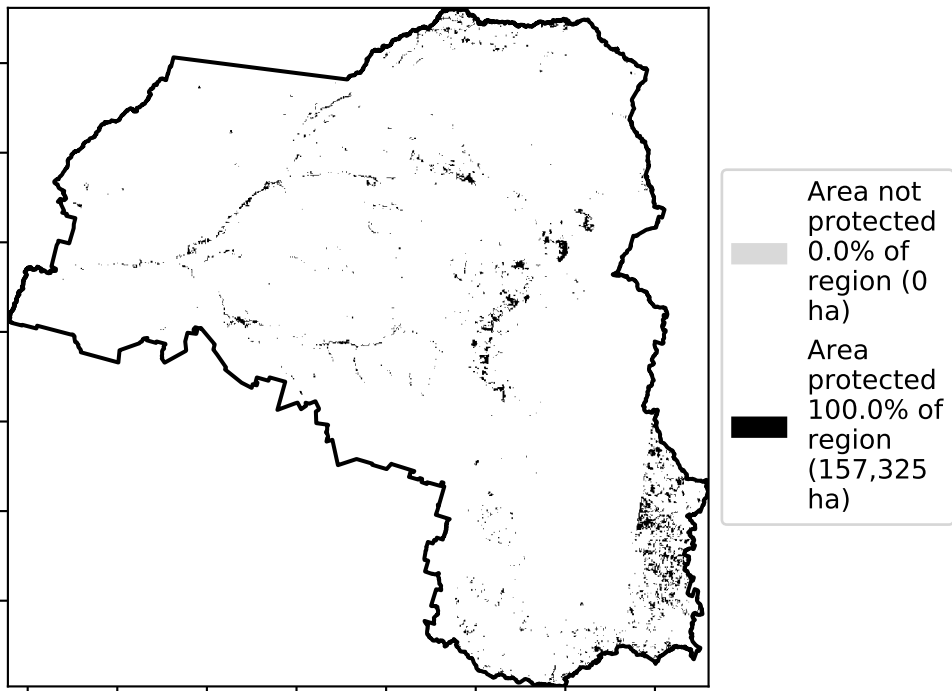 Area not
protected
0.0% of
region (0
ha)
Area
protected
100.0% of
region
(157,325
ha)